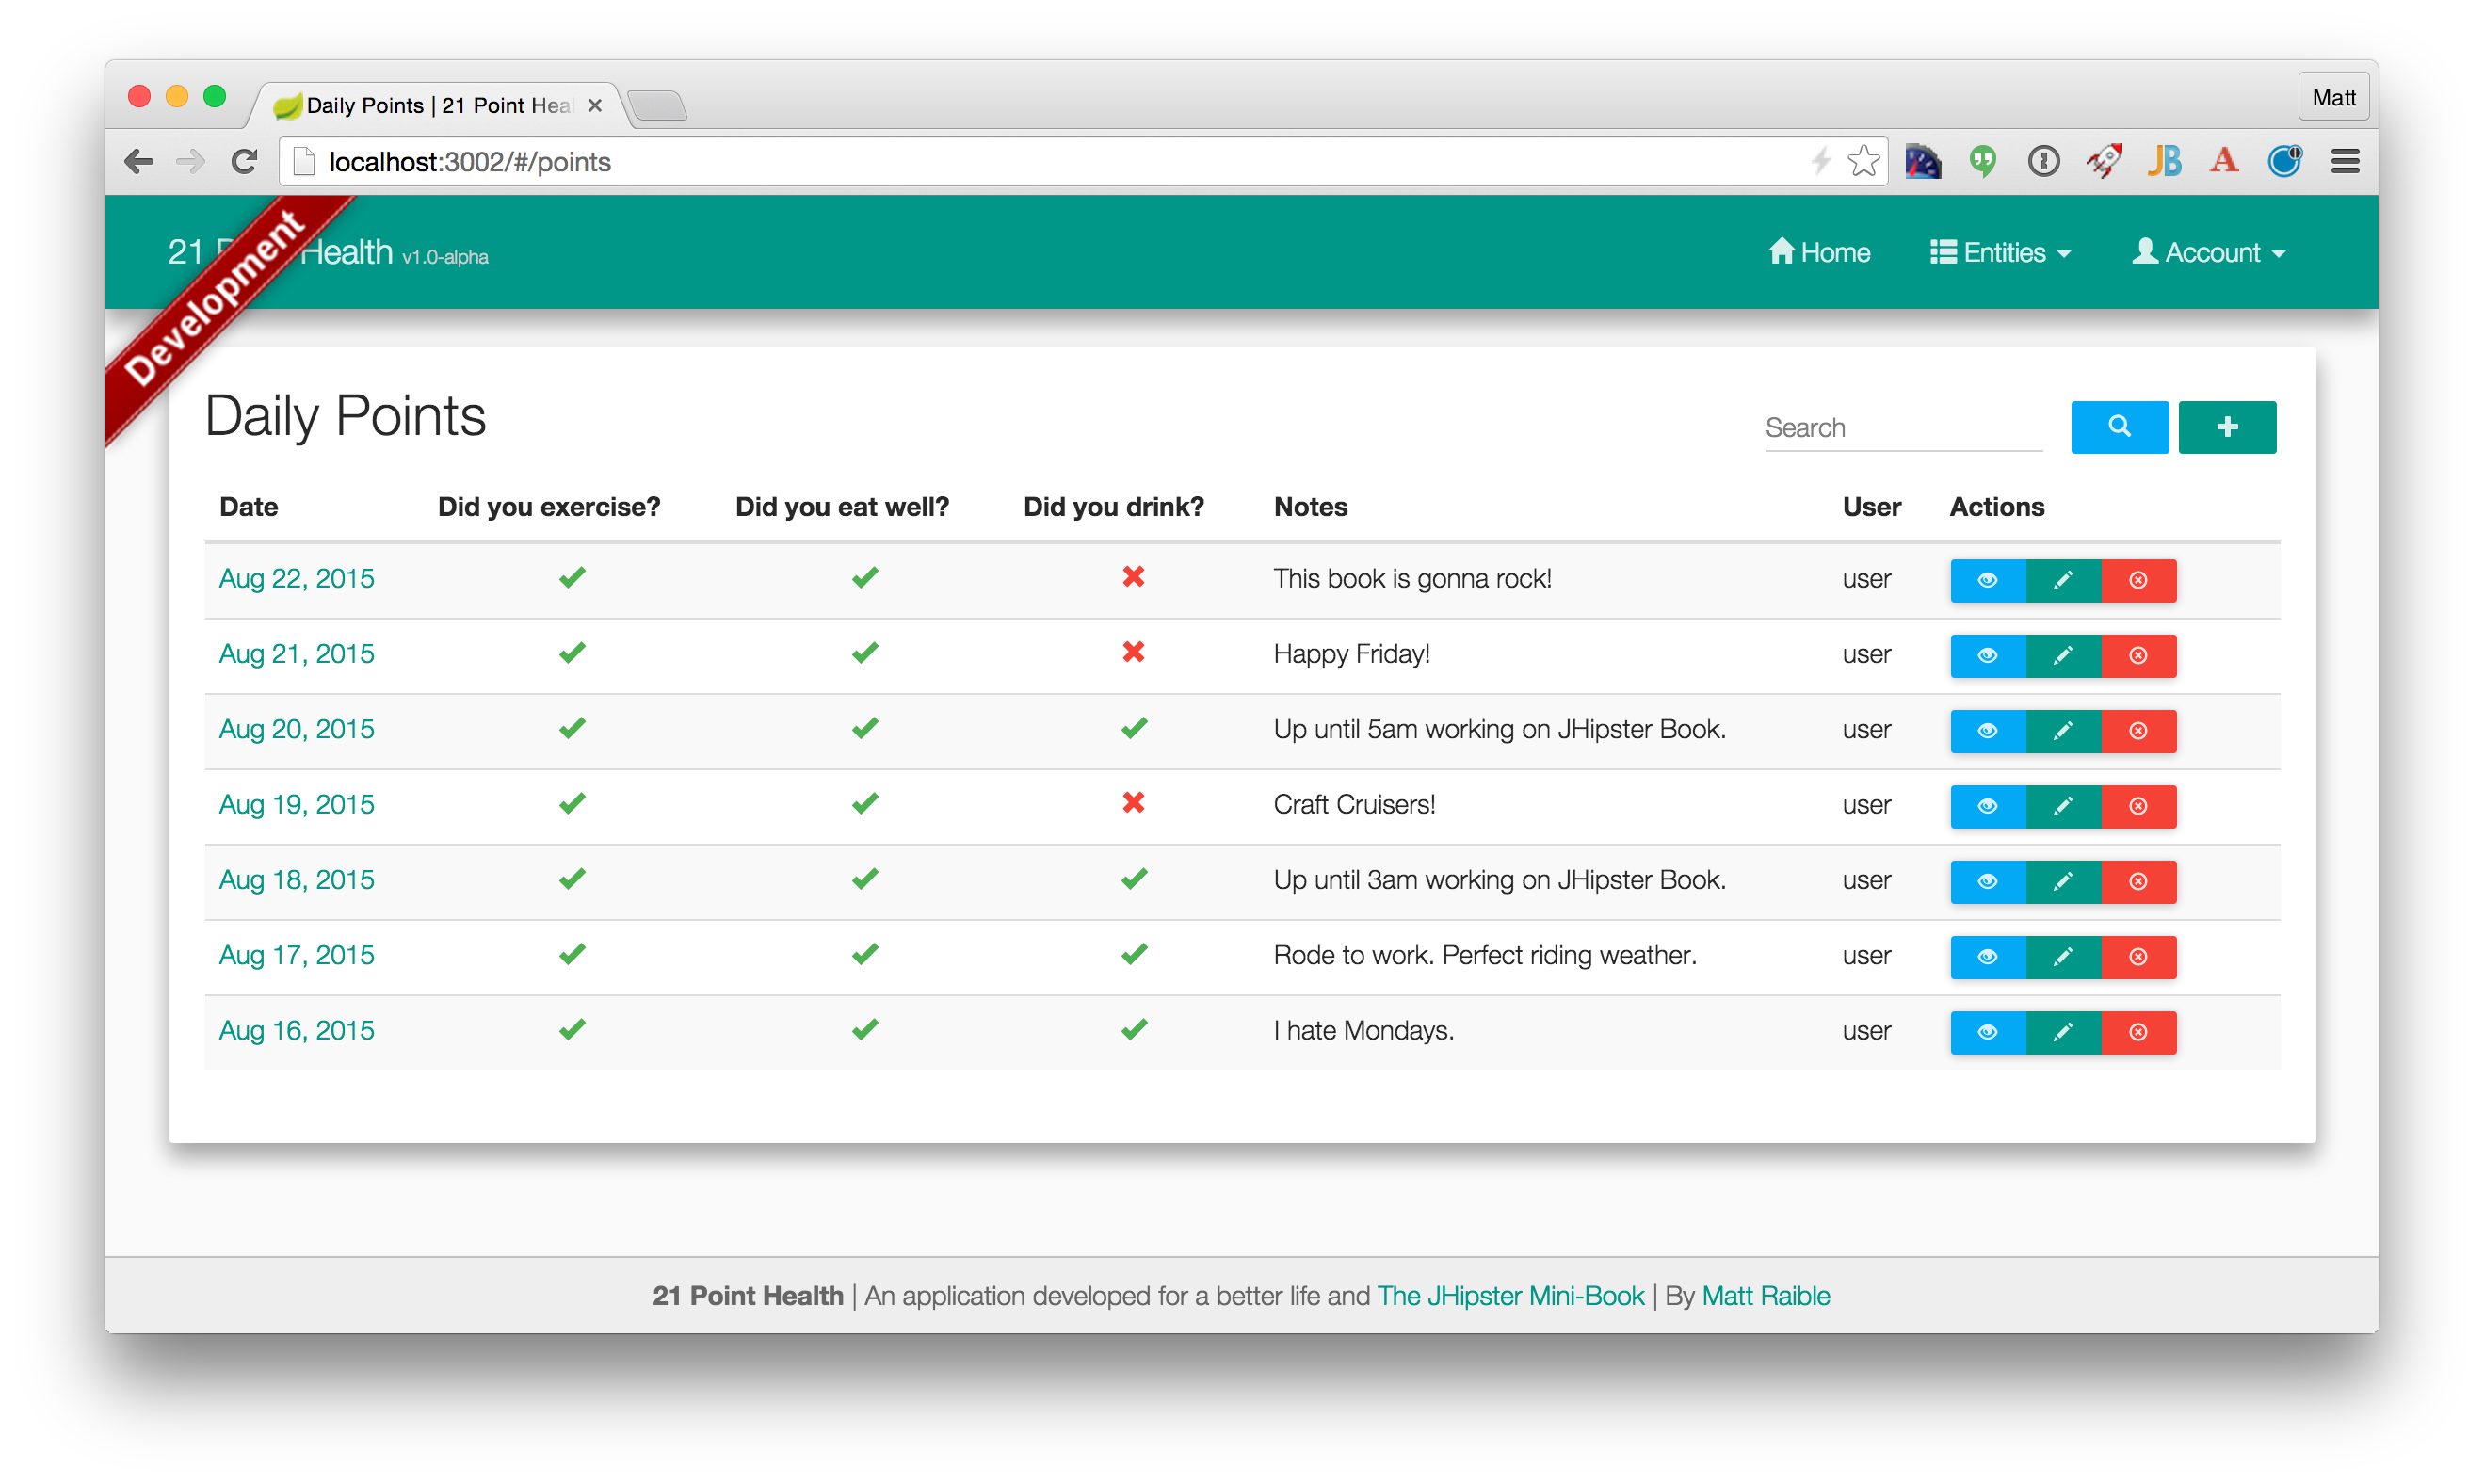 Daily Points | 21 Point Heal
Matt
localhost:3002/#/points
JB
A
Development
21 P Health v1.0-alpha
Home
Entities
Account
Daily Points
Search
Date Did you exercise? Did you eat well? Did you drink? Notes User Actions
Aug 22, 2015 This book is gonna rock! user
Aug 21, 2015 Happy Friday! user
Aug 20, 2015 Up until 5am working on JHipster Book. user
Aug 19, 2015 Craft Cruisers! user
Aug 18, 2015 Up until 3am working on JHipster Book. user
Aug 17, 2015 Rode to work. Perfect riding weather. user
Aug 16, 2015 I hate Mondays. user
21 Point Health | An application developed for a better life and The JHipster Mini-Book | By Matt Raible